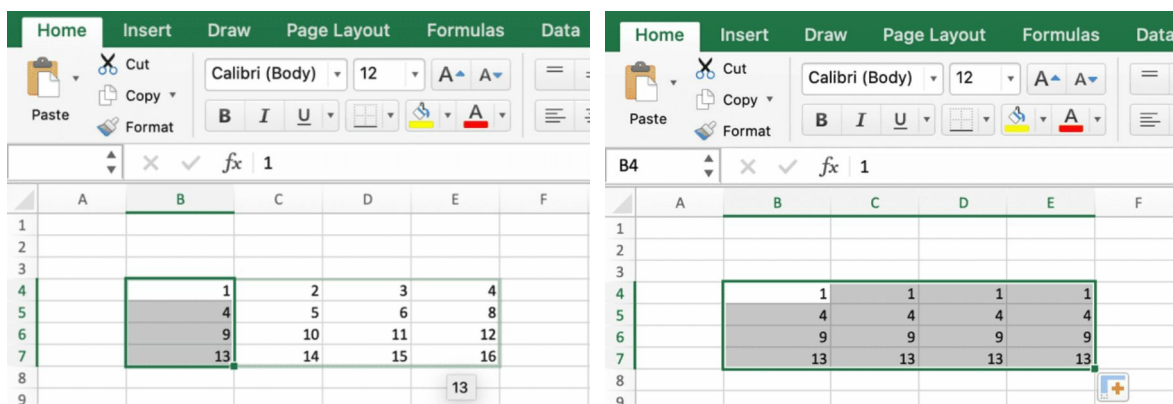 Home Insert Draw Page Layout Formulas Data
Cut
Copy
Format
Paste
Calibri (Body) 12 A A
B I U A
fx 1
A B C D E F
1
2
3
4 1 2 3 4
5 4 5 6 8
6 9 10 11 12
7 13 14 15 16
8
9
13
Home Insert Draw Page Layout Formulas Data
Cut
Copy
Format
Paste
Calibri (Body) 12 A A
B I U A
B4 fx 1
A B C D E F
1
2
3
4 1 1 1 1
5 4 4 4 4
6 9 9 9 9
7 13 13 13 13
8
9